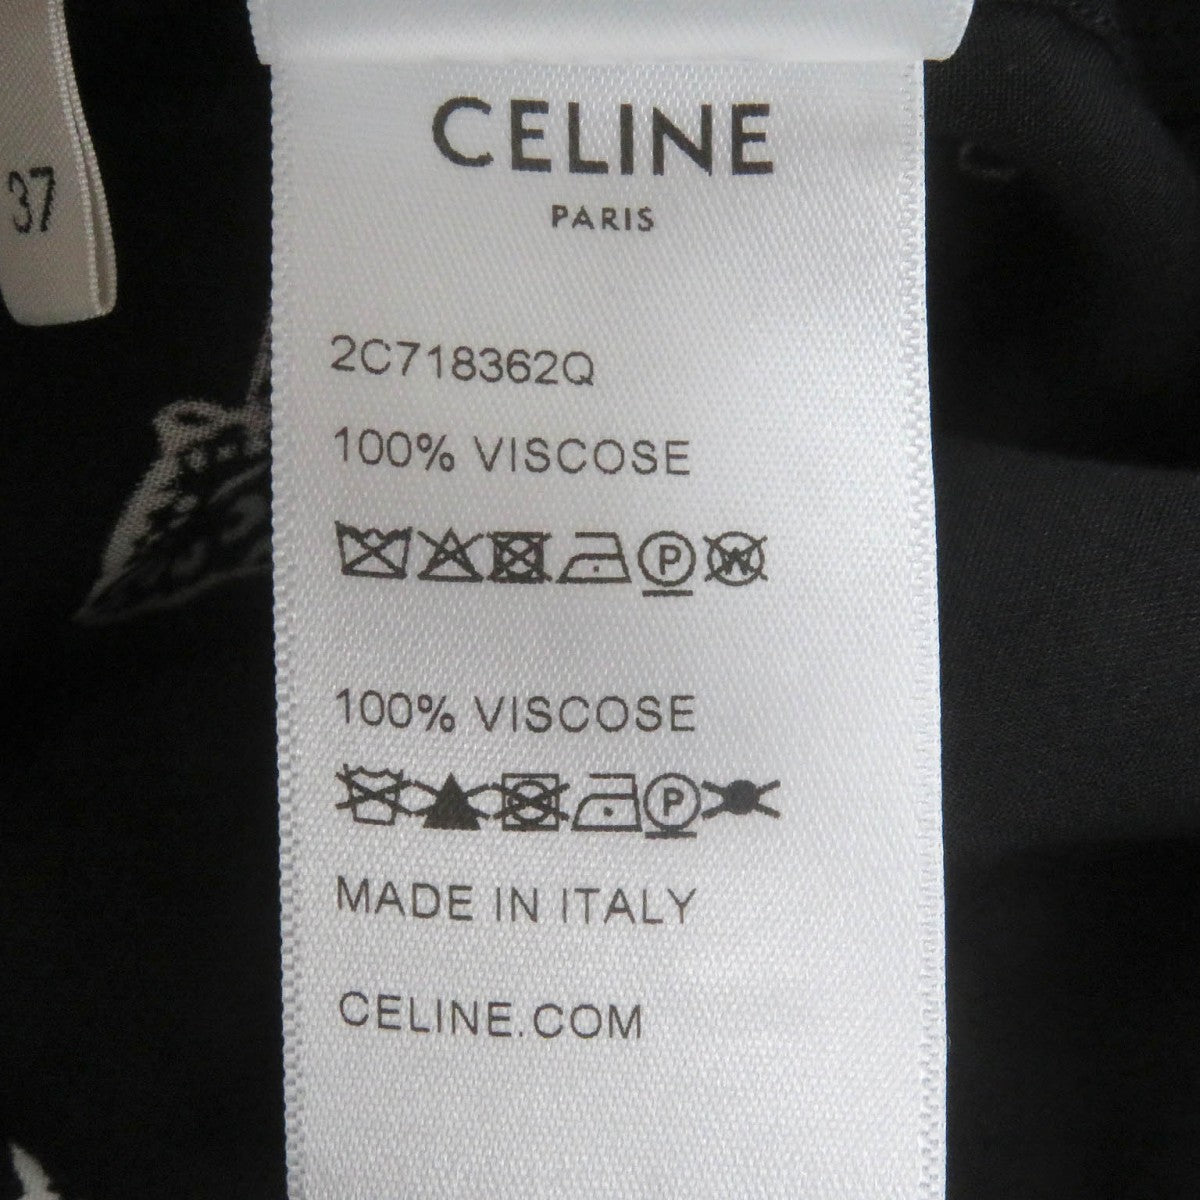 37
CELINE
PARIS
2C718362Q
100% VISCOSE
P W
100% VISCOSE
P
MADE IN ITALY
CELINE.COM